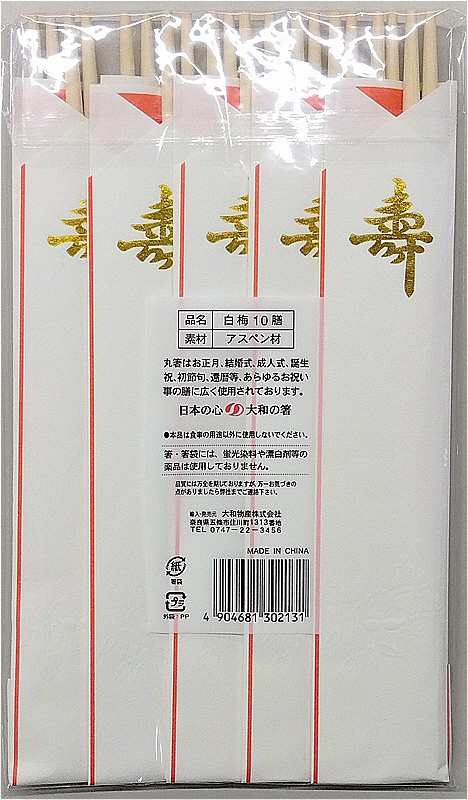 寿 寿 寿 寿 寿
品名 白梅10膳
素材 アスペン材
丸箸はお正月、結婚式、成人式、誕生
祝、初節句、還暦等、あらゆるお祝い
事の膳に広く使用されております。
日本の心 大和の箸
●本品は食事の用途以外に使用しないでください。
箸・箸袋には、蛍光染料や漂白剤等の
薬品は使用しておりません。
品質には万全を期しておりますが、万一お気づきの
点がありましたら弊社までご連絡下さい。
輸入・発売元 大和物産株式会社
奈良県五條市住川町1313番地
TEL 0747-22-3456
MADE IN CHINA
紙
箸袋
プラ
外袋:PP
4 904681 302131